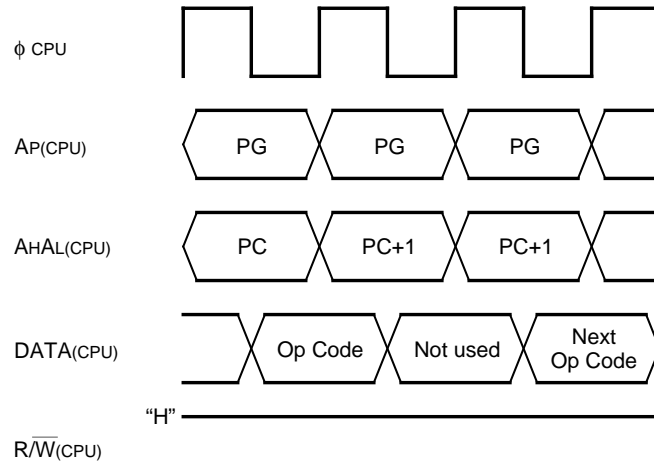 ϕ CPU
AP(CPU) PG PG PG
AHAL(CPU) PC PC+1 PC+1
DATA(CPU) Op Code Not used Next Op Code
“H”
R/W̅(CPU)